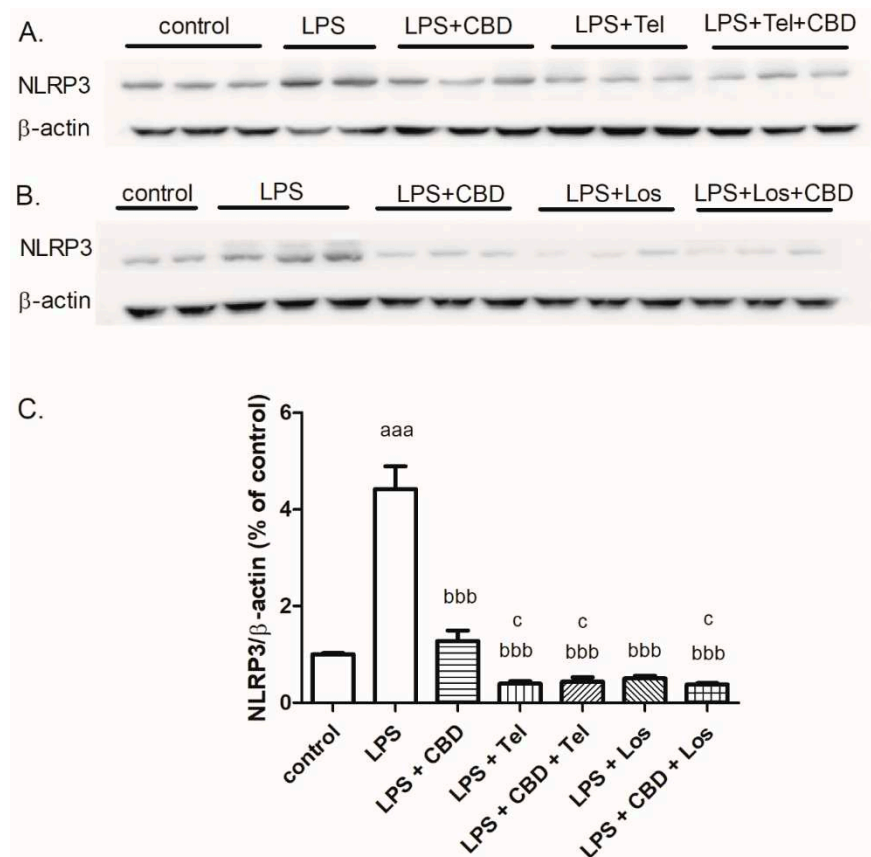 A.
control LPS LPS+CBD LPS+Tel LPS+Tel+CBD
NLRP3
β-actin
B.
control LPS LPS+CBD LPS+Los LPS+Los+CBD
NLRP3
β-actin
C.
NLRP3/β-actin (% of control)
6
4
2
0
aaa
bbb
c
bbb
c
bbb
bbb
c
bbb
control
LPS
LPS + CBD
LPS + Tel
LPS + CBD + Tel
LPS + Los
LPS + CBD + Los